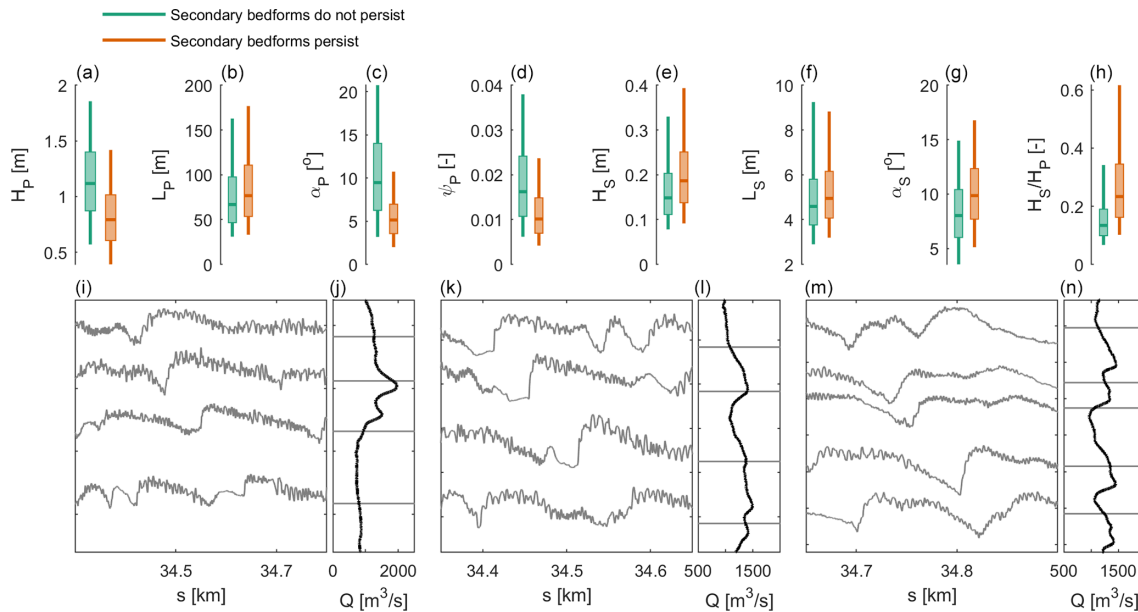 Secondary bedforms do not persist
Secondary bedforms persist
(a) (b) (c) (d) (e) (f) (g) (h)
2 200 20 0.04 0.4 10 15 0.6
1.5 150 15 0.03 0.3 8 10 0.4
1 100 10 0.02 0.2 6 5 0.2
0.5 50 5 0.01 0.1 4 0
0 0 0 0 2
H_P [m] L_P [m] α_P [°] ψ_P [-] H_S [m] L_S [m] α_S [°] H_S/H_P [-]
(i) (j) (k) (l) (m) (n)
34.5 34.7 0 2000 34.4 34.5 34.6 500 1500 34.7 34.8 500 1500
s [km] Q [m³/s] s [km] Q [m³/s] s [km] Q [m³/s]